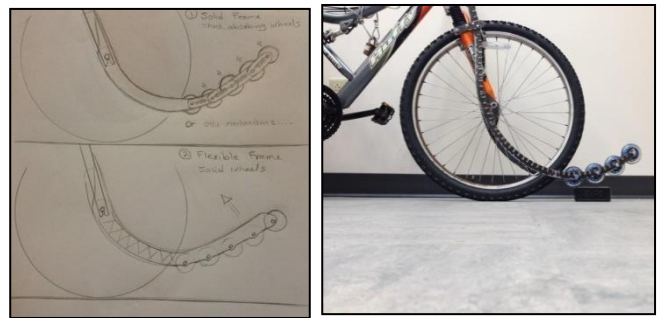 ① Solid Frame
shock absorbing wheels
Or other mechanisms....
② Flexible Frame
Solid wheels